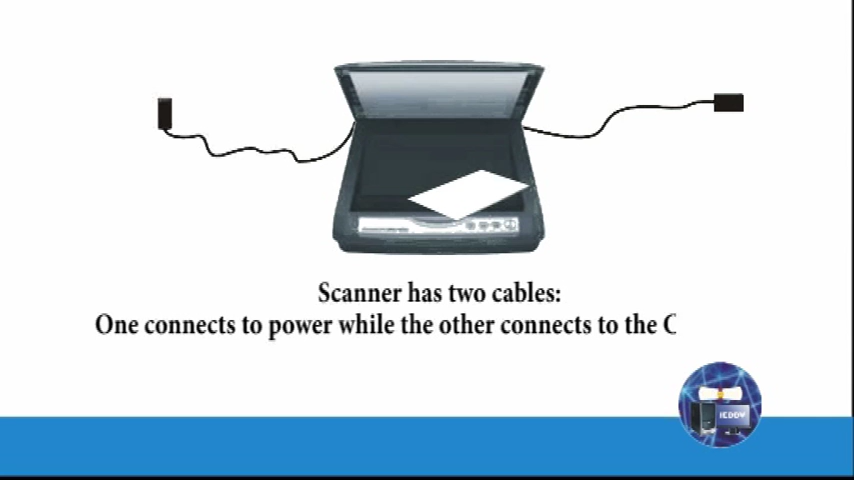 Scanner has two cables:
One connects to power while the other connects to the C